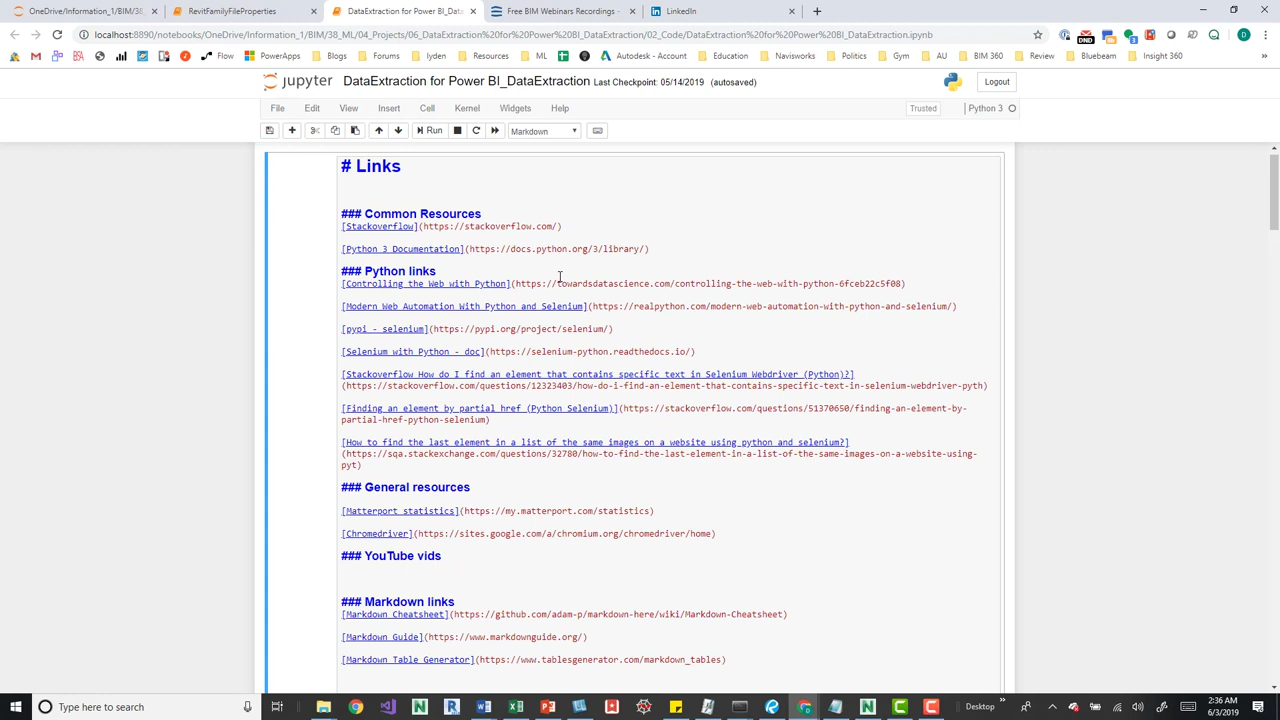 OneDrive/Information_1/BIM/38_
RevitFamilyFileProperties
DataExtraction for Power BI_Da
Free BIM Webinars Recordings -
LinkedIn
localhost:8890/notebooks/OneDrive/Information_1/BIM/38_ML/04_Projects/06_DataExtraction%20for%20Power%20BI_DataExtraction/02_Code/DataExtraction%20for%20Power%20BI_DataExtraction.ipynb
Flow
PowerApps
Blogs
Forums
Iyden
Resources
ML
Autodesk - Account
Education
Navisworks
Politics
Gym
AU
BIM 360
Review
Bluebeam
Insight 360
jupyter
DataExtraction for Power BI_DataExtraction
Last Checkpoint: 05/14/2019
(autosaved)
Logout
File
Edit
View
Insert
Cell
Kernel
Widgets
Help
Trusted
Python 3
Run
Markdown
# Links
### Common Resources
[Stackoverflow](https://stackoverflow.com/)
[Python 3 Documentation](https://docs.python.org/3/library/)
### Python links
[Controlling the Web with Python](https://towardsdatascience.com/controlling-the-web-with-python-6fceb22c5f08)
[Modern Web Automation With Python and Selenium](https://realpython.com/modern-web-automation-with-python-and-selenium/)
[pypi - selenium](https://pypi.org/project/selenium/)
[Selenium with Python - doc](https://selenium-python.readthedocs.io/)
[Stackoverflow How do I find an element that contains specific text in Selenium Webdriver (Python)?]
(https://stackoverflow.com/questions/12323403/how-do-i-find-an-element-that-contains-specific-text-in-selenium-webdriver-pyth)
[Finding an element by partial href (Python Selenium)](https://stackoverflow.com/questions/51370650/finding-an-element-by-
partial-href-python-selenium)
[How to find the last element in a list of the same images on a website using python and selenium?]
(https://sqa.stackexchange.com/questions/32780/how-to-find-the-last-element-in-a-list-of-the-same-images-on-a-website-using-
pyt)
### General resources
[Matterport statistics](https://my.matterport.com/statistics)
[Chromedriver](https://sites.google.com/a/chromium.org/chromedriver/home)
### YouTube vids
### Markdown links
[Markdown Cheatsheet](https://github.com/adam-p/markdown-here/wiki/Markdown-Cheatsheet)
[Markdown Guide](https://www.markdownguide.org/)
[Markdown Table Generator](https://www.tablesgenerator.com/markdown_tables)
Type here to search
Desktop
2:36 AM
6/3/2019